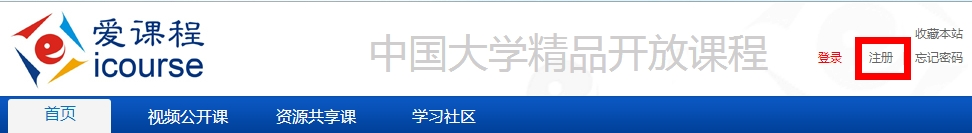 爱课程
icourse
中国大学精品开放课程
收藏本站
登录 注册 忘记密码
首页 视频公开课 资源共享课 学习社区